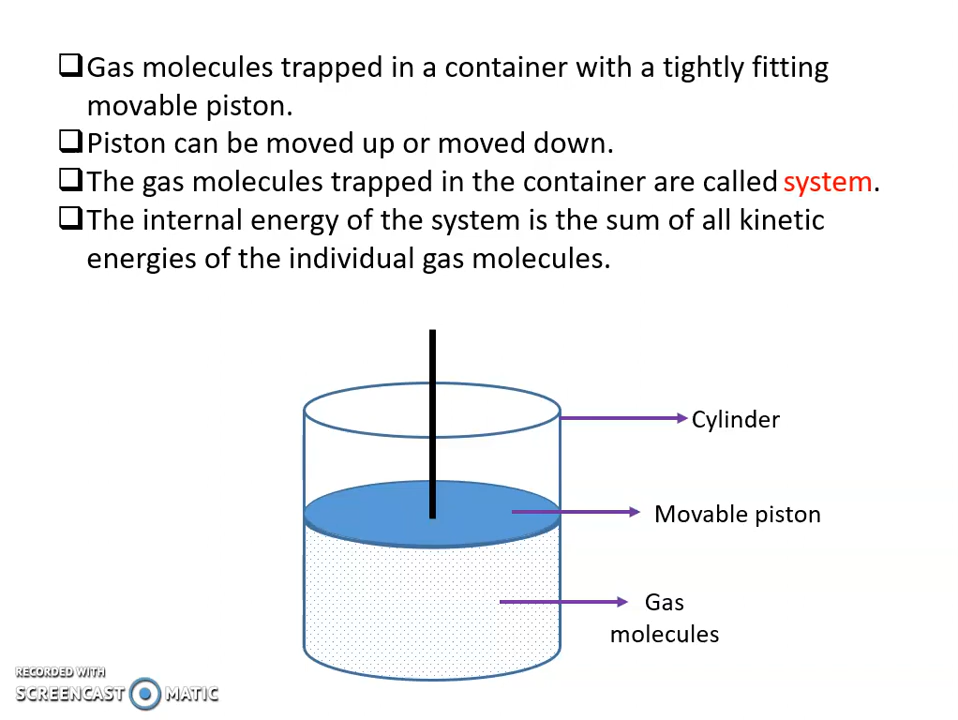 ❑Gas molecules trapped in a container with a tightly fitting
movable piston.
❑Piston can be moved up or moved down.
❑The gas molecules trapped in the container are called system.
❑The internal energy of the system is the sum of all kinetic
energies of the individual gas molecules.
Cylinder
Movable piston
Gas
molecules
RECORDED WITH
SCREENCAST MATIC